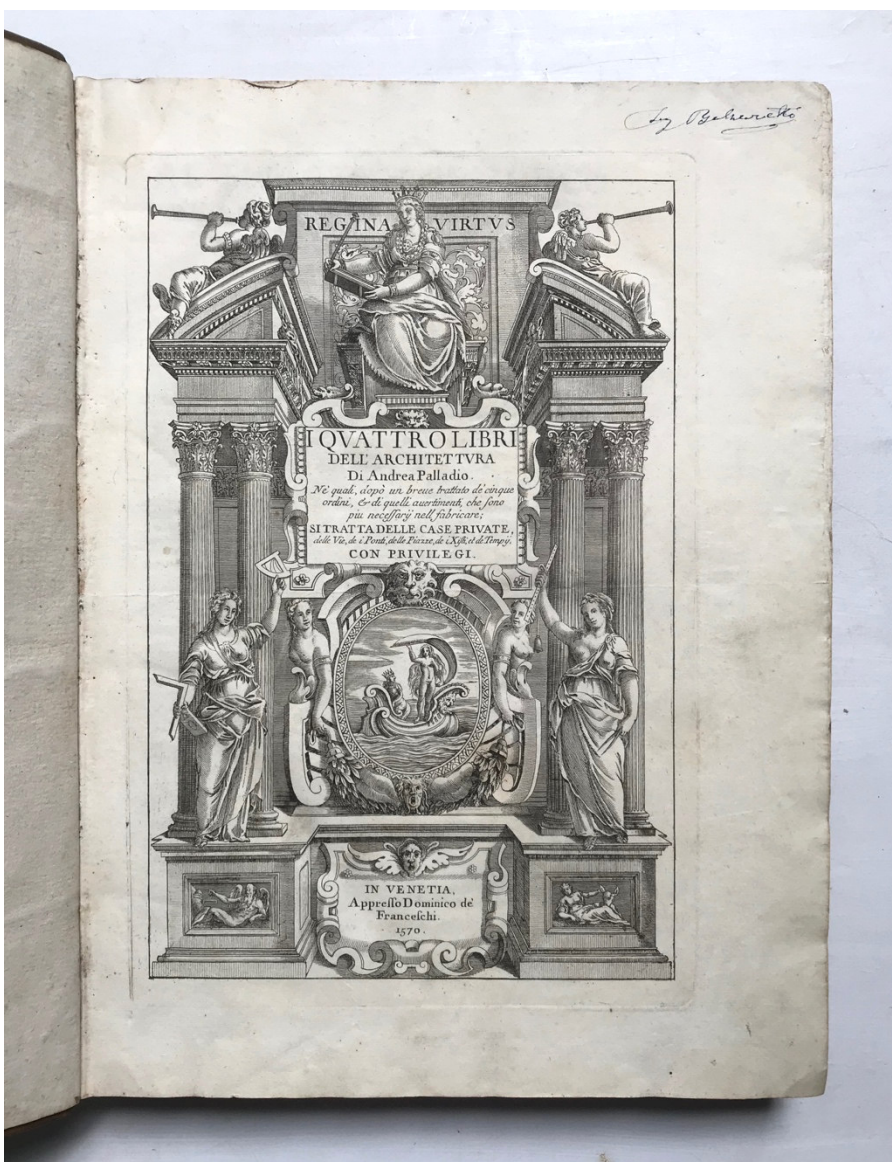 REGINA VIRTVS
I QVATTRO LIBRI
DELL'ARCHITETTVRA
Di Andrea Palladio.
Ne' quali, dopò un breue trattato de' cinque
ordini, & di quelli auertimenti, che sono
piu necessarij nell fabricare;
SI TRATTA DELLE CASE PRIVATE,
delle Vie, de i Ponti, delle Piazze, de i Xisti, et de' Tempij.
CON PRIVILEGI.
IN VENETIA,
Appresso Dominico de'
Franceschi.
1570.